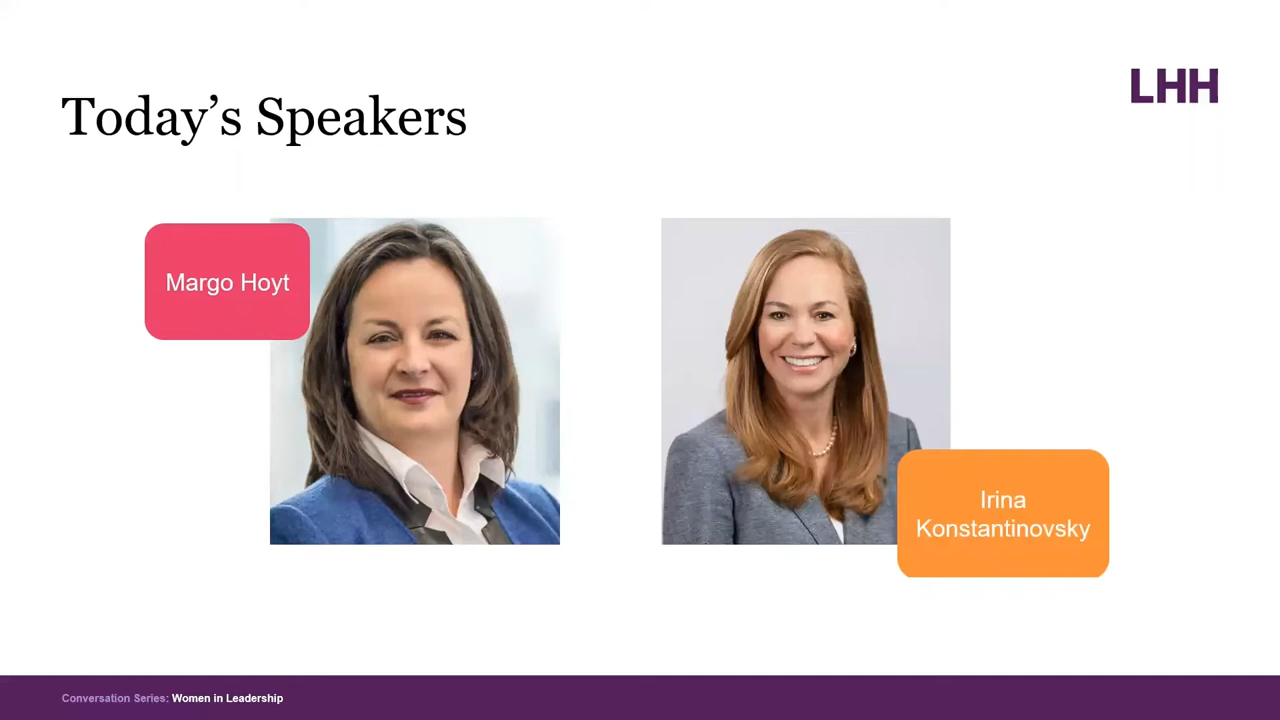 LHH
Today’s Speakers
Margo Hoyt
Irina
Konstantinovsky
Conversation Series: Women in Leadership